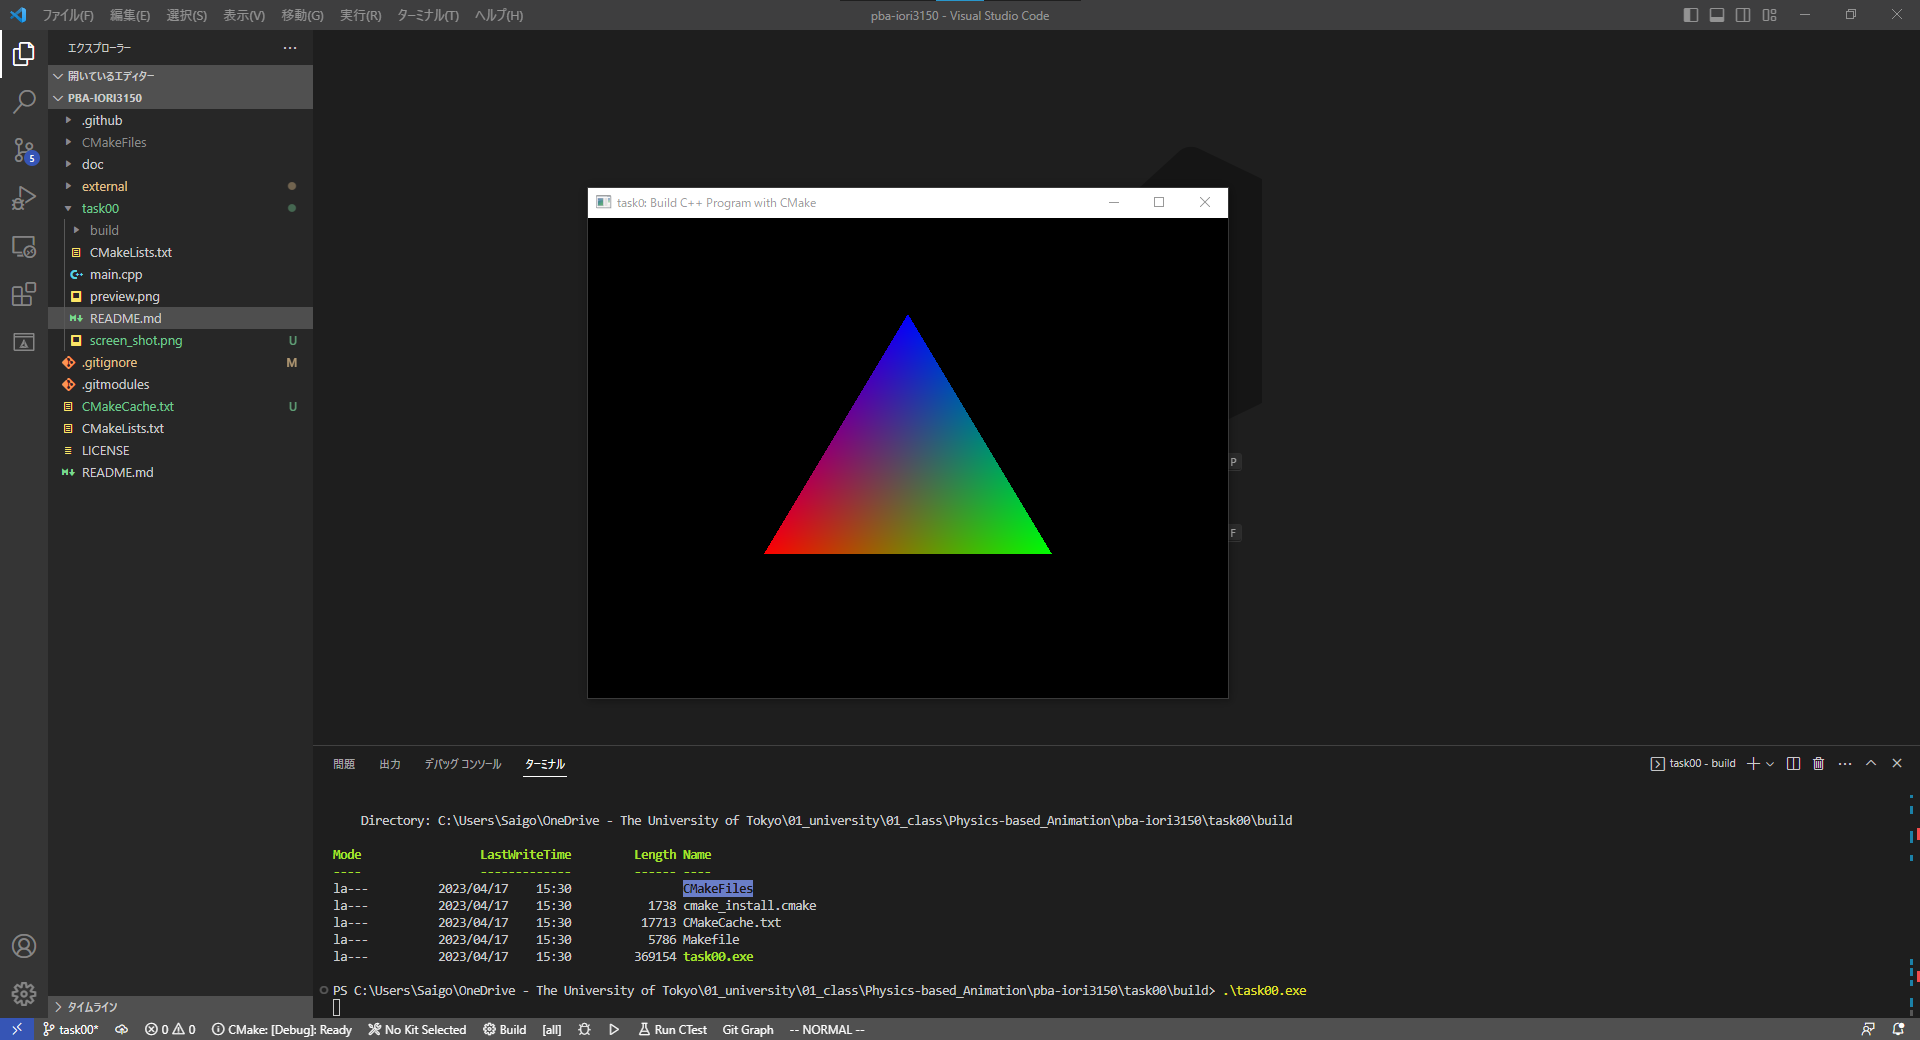 ファイル(F) 編集(E) 選択(S) 表示(V) 移動(G) 実行(R) ターミナル(T) ヘルプ(H)
pba-iori3150 - Visual Studio Code
エクスプローラー
開いているエディター
PBA-IORI3150
.github
CMakeFiles
doc
external
task00
build
CMakeLists.txt
main.cpp
preview.png
README.md
screen_shot.png U
.gitignore M
.gitmodules
CMakeCache.txt U
CMakeLists.txt
LICENSE
README.md
タイムライン
5
task0: Build C++ Program with CMake
P
F
問題 出力 デバッグ コンソール ターミナル
task00 - build
Directory: C:\Users\Saigo\OneDrive - The University of Tokyo\01_university\01_class\Physics-based_Animation\pba-iori3150\task00\build
Mode LastWriteTime Length Name
---- ------------- ------ ----
la--- 2023/04/17 15:30 CMakeFiles
la--- 2023/04/17 15:30 1738 cmake_install.cmake
la--- 2023/04/17 15:30 17713 CMakeCache.txt
la--- 2023/04/17 15:30 5786 Makefile
la--- 2023/04/17 15:30 369154 task00.exe
PS C:\Users\Saigo\OneDrive - The University of Tokyo\01_university\01_class\Physics-based_Animation\pba-iori3150\task00\build> .\task00.exe
task00* 0 0 CMake: [Debug]: Ready No Kit Selected Build [all] Run CTest Git Graph -- NORMAL --